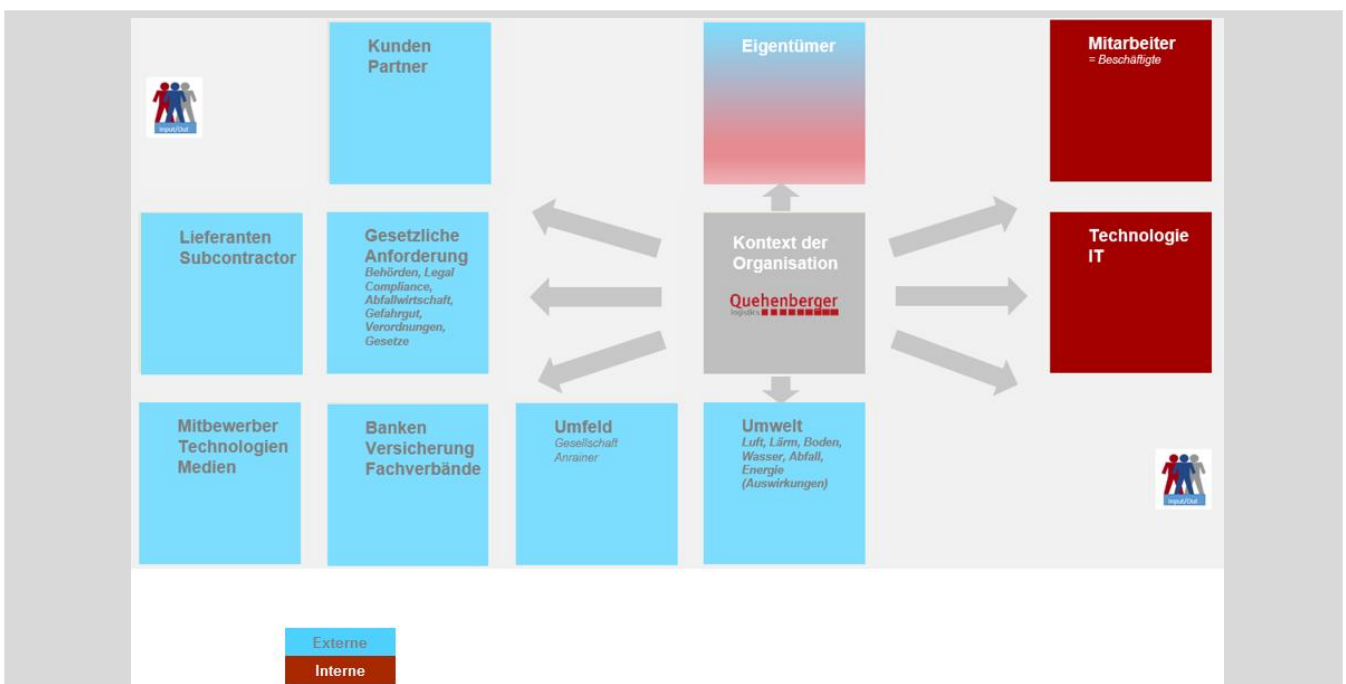 Kunden
Partner
Eigentümer
Mitarbeiter
= Beschäftigte
Input/Out
Lieferanten
Subcontractor
Gesetzliche
Anforderung
Behörden, Legal
Compliance,
Abfallwirtschaft,
Gefahrgut,
Verordnungen,
Gesetze
Kontext der
Organisation
Quehenberger
logistics
Technologie
IT
Mitbewerber
Technologien
Medien
Banken
Versicherung
Fachverbände
Umfeld
Gesellschaft
Anrainer
Umwelt
Luft, Lärm, Boden,
Wasser, Abfall,
Energie
(Auswirkungen)
Input/Out
Externe
Interne